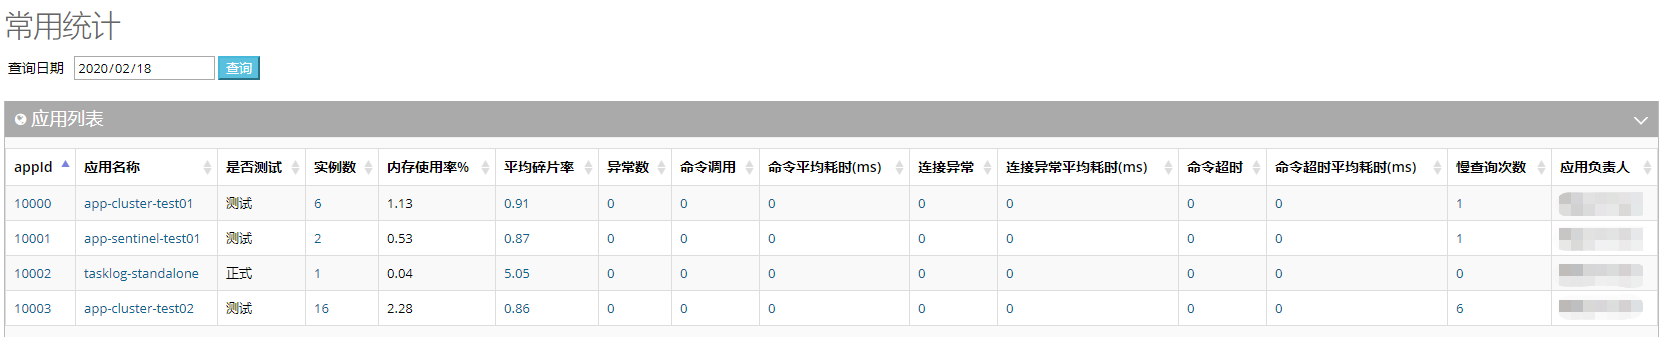 常用统计
查询日期 2020/02/18 查询
应用列表
appId 应用名称 是否测试 实例数 内存使用率% 平均碎片率 异常数 命令调用 命令平均耗时(ms) 连接异常 连接异常平均耗时(ms) 命令超时 命令超时平均耗时(ms) 慢查询次数 应用负责人
10000 app-cluster-test01 测试 6 1.13 0.91 0 0 0 0 0 0 0 1
10001 app-sentinel-test01 测试 2 0.53 0.87 0 0 0 0 0 0 0 1
10002 tasklog-standalone 正式 1 0.04 5.05 0 0 0 0 0 0 0 0
10003 app-cluster-test02 测试 16 2.28 0.86 0 0 0 0 0 0 0 6